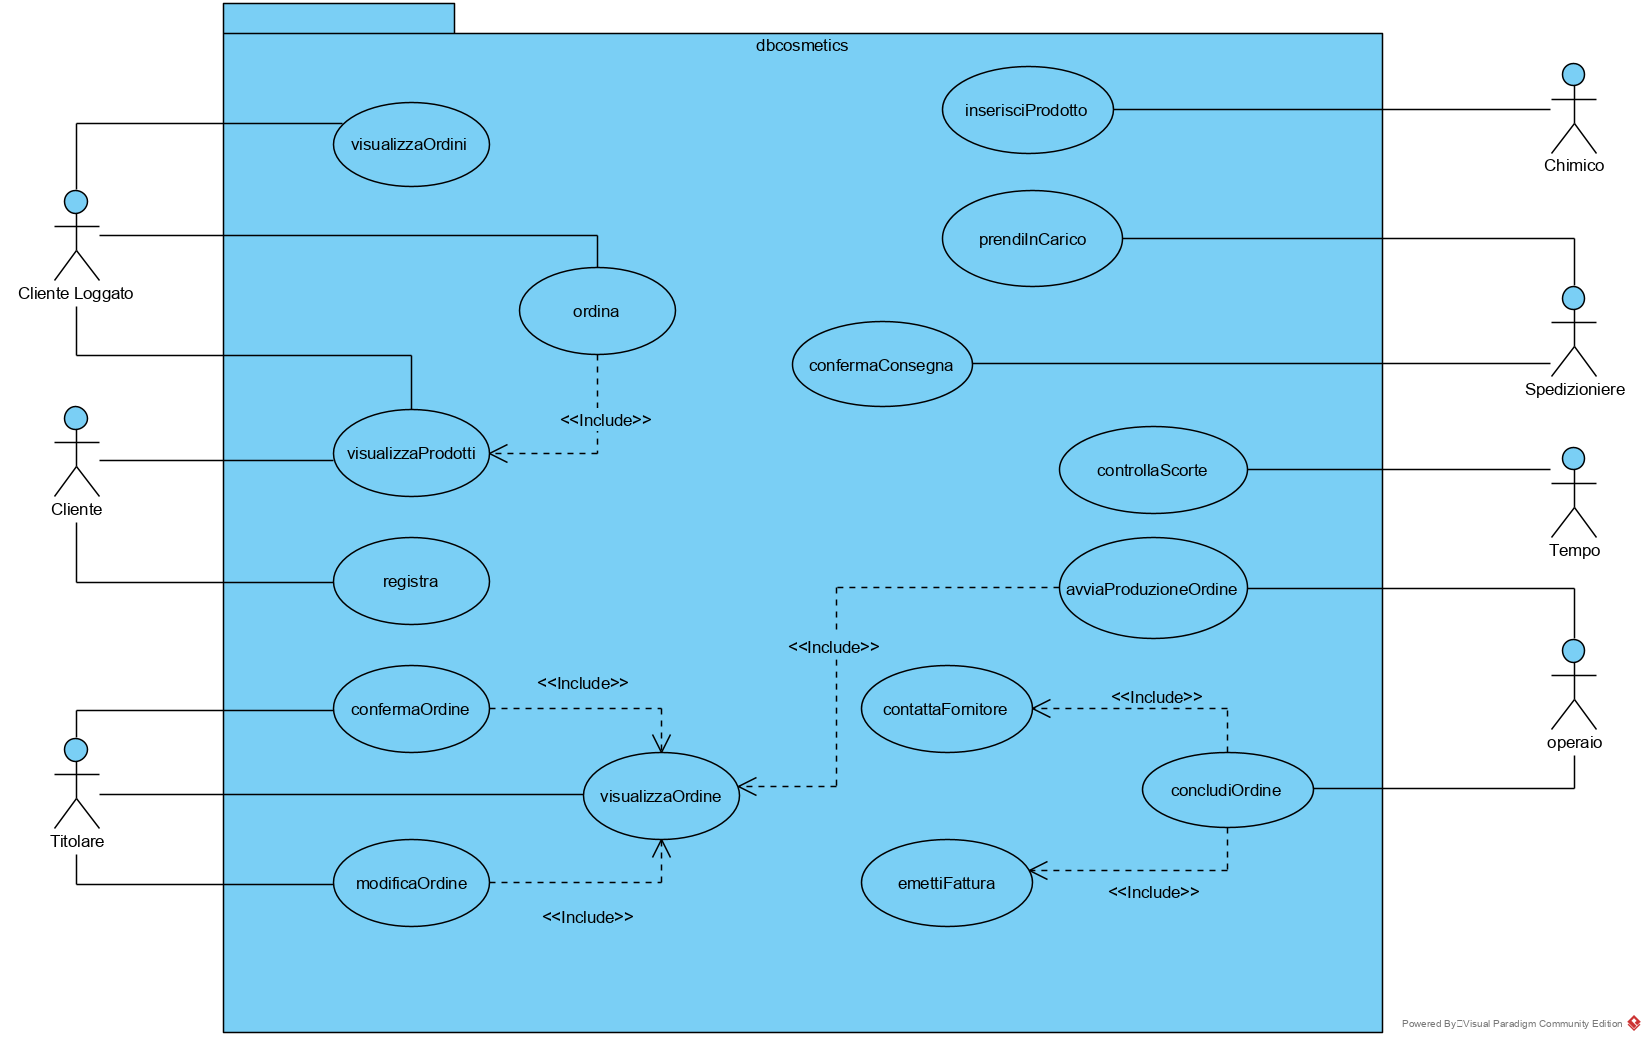 dbcosmetics
visualizzaOrdini
inserisciProdotto
Chimico
prendiInCarico
Cliente Loggato
ordina
confermaConsegna
Spedizioniere
<<Include>>
visualizzaProdotti
controllaScorte
Cliente
Tempo
registra
avviaProduzioneOrdine
<<Include>>
<<Include>>
<<Include>>
confermaOrdine
contattaFornitore
operaio
visualizzaOrdine
concludiOrdine
Titolare
modificaOrdine
emettiFattura
<<Include>>
<<Include>>
Powered By Visual Paradigm Community Edition